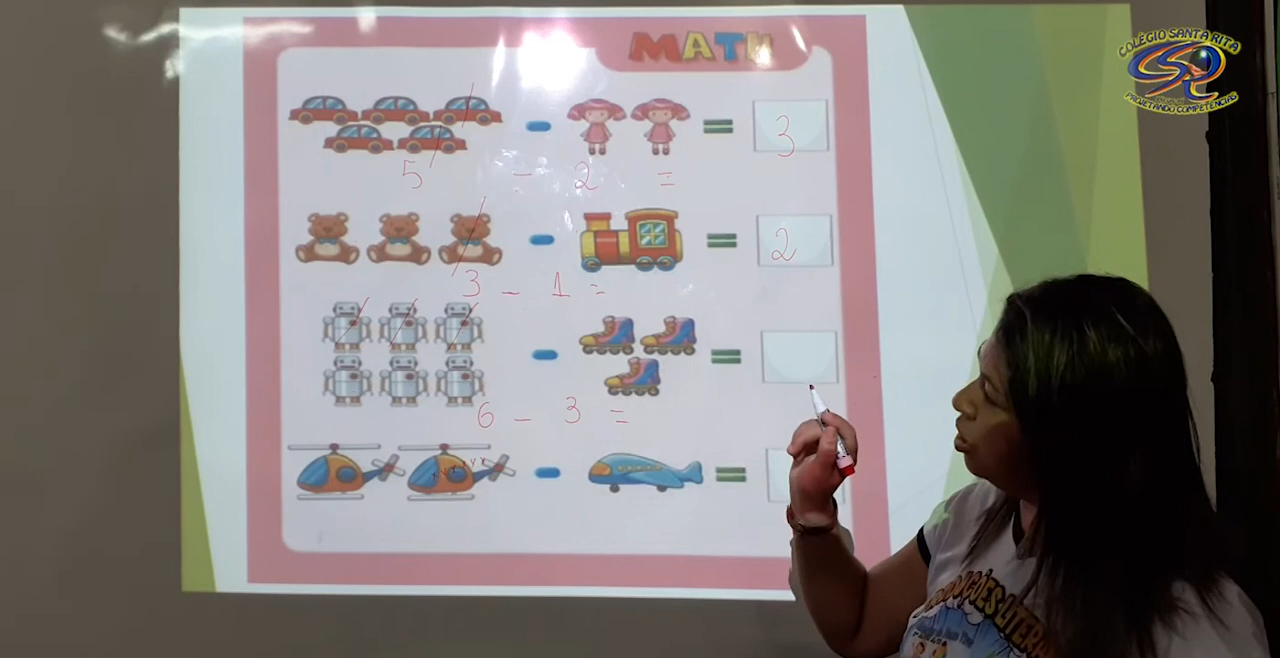 MATH
COLÉGIO SANTA RITA
PROJETANDO COMPETÊNCIAS
3
5 - 2 =
2
3 - 1 =
6 - 3 =